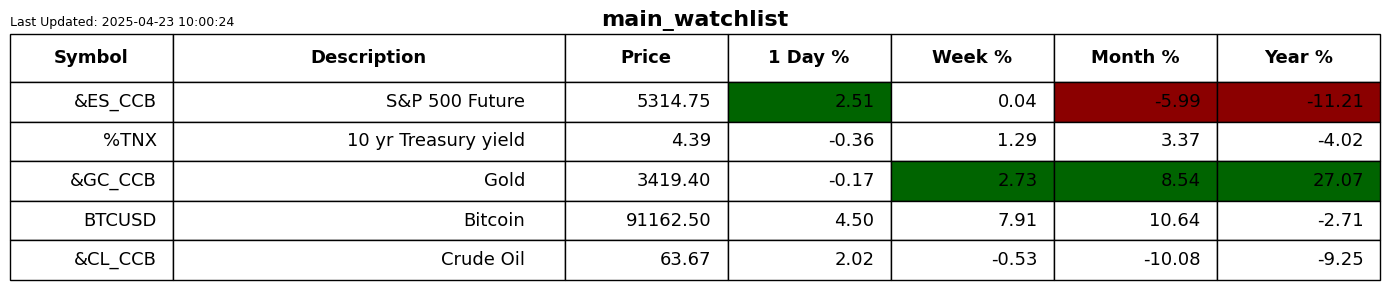 main_watchlist
Last Updated: 2025-04-23 10:00:24
Symbol Description Price 1 Day % Week % Month % Year %
&ES_CCB S&P 500 Future 5314.75 2.51 0.04 -5.99 -11.21
%TNX 10 yr Treasury yield 4.39 -0.36 1.29 3.37 -4.02
&GC_CCB Gold 3419.40 -0.17 2.73 8.54 27.07
BTCUSD Bitcoin 91162.50 4.50 7.91 10.64 -2.71
&CL_CCB Crude Oil 63.67 2.02 -0.53 -10.08 -9.25